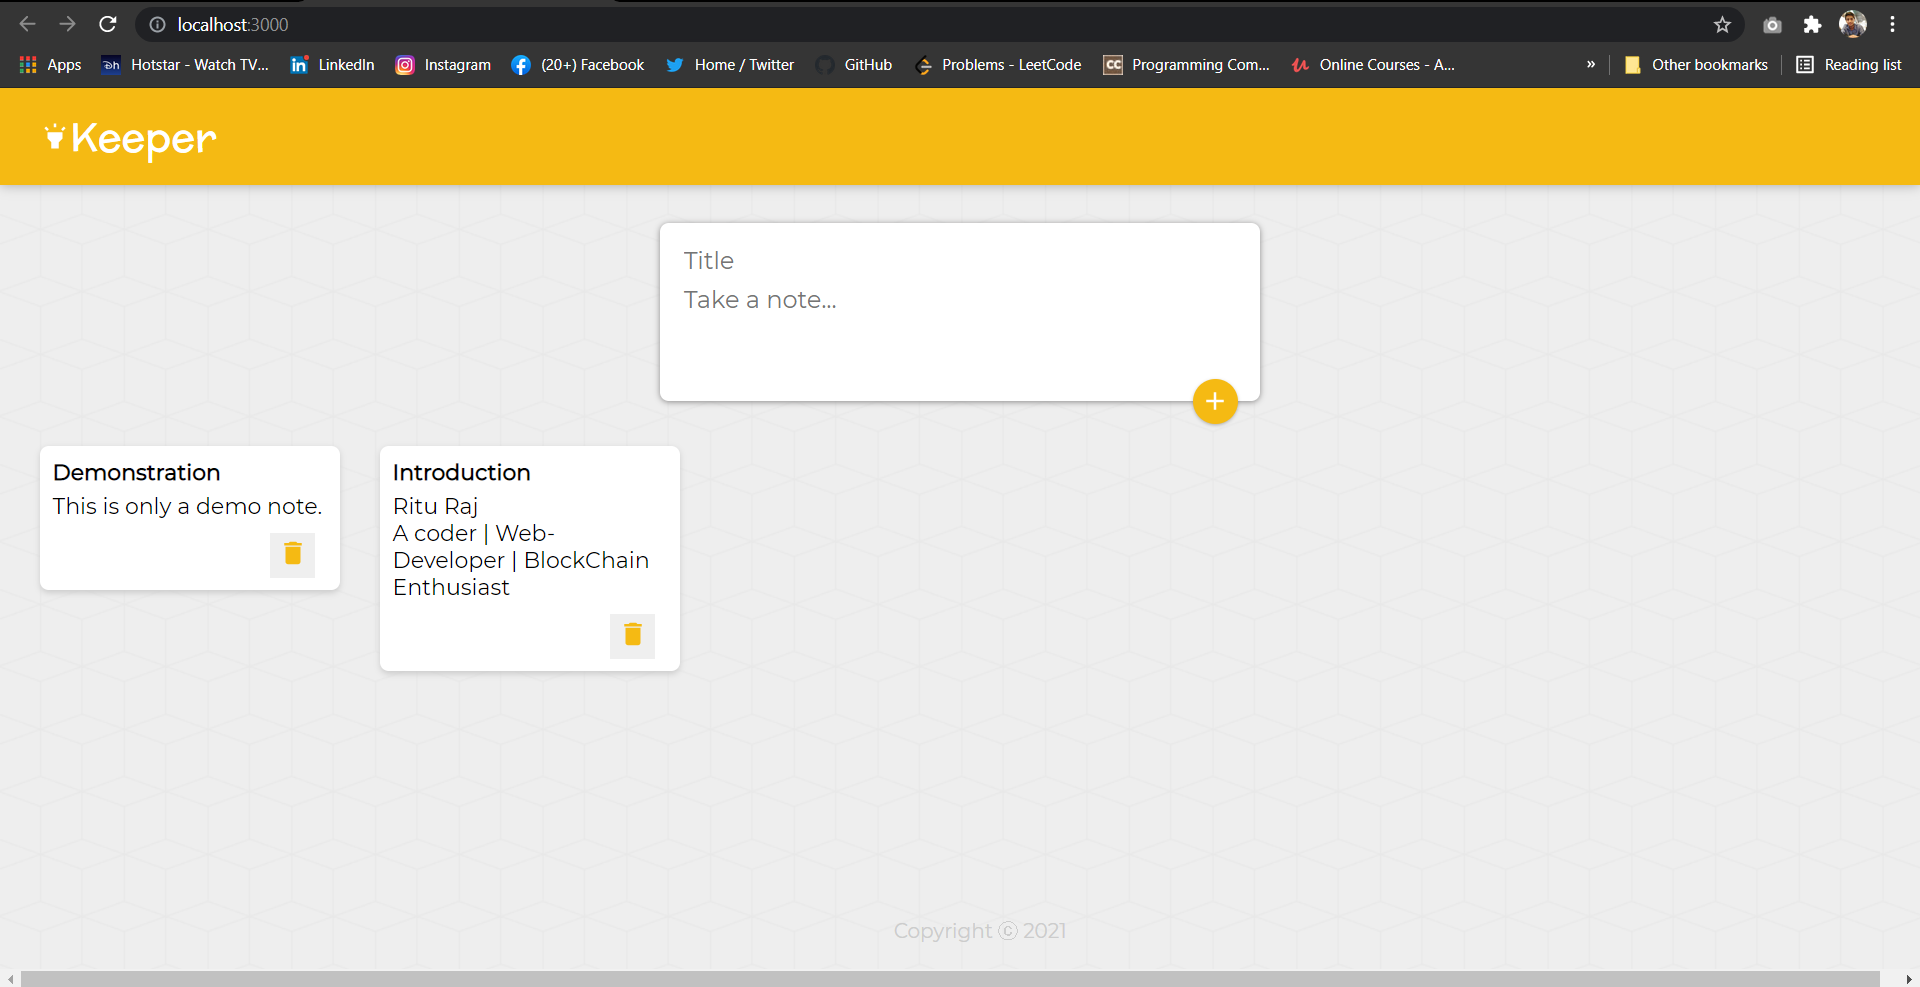 localhost:3000
Apps Hotstar - Watch TV... LinkedIn Instagram (20+) Facebook Home / Twitter GitHub Problems - LeetCode Programming Com... Online Courses - A... » Other bookmarks Reading list
Keeper
Title
Take a note...
Demonstration
This is only a demo note.
Introduction
Ritu Raj
A coder | Web-
Developer | BlockChain
Enthusiast
Copyright ⓒ 2021